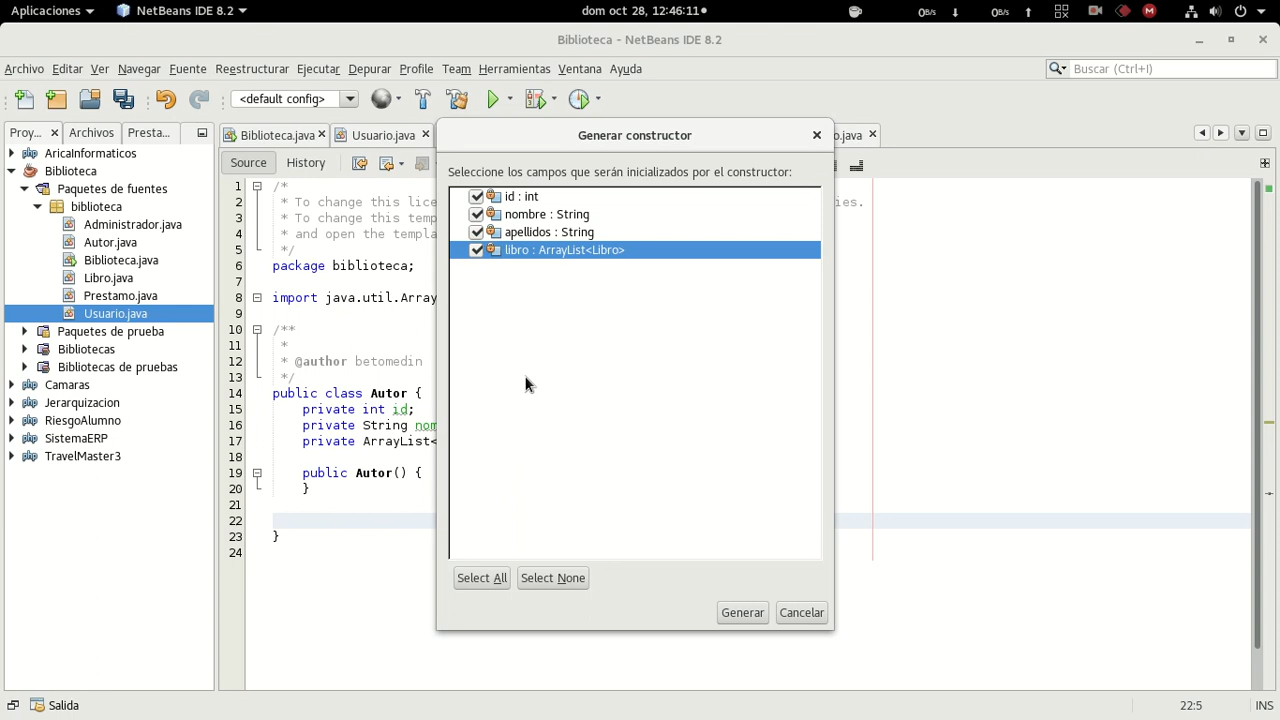 Aplicaciones
NetBeans IDE 8.2
dom oct 28, 12:46:11
0B/s
0B/s
M
Biblioteca - NetBeans IDE 8.2
Archivo Editar Ver Navegar Fuente Reestructurar Ejecutar Depurar Profile Team Herramientas Ventana Ayuda
Buscar (Ctrl+I)
<default config>
Proy... Archivos Presta...
Biblioteca.java Usuario.java o.java
Source History
AricaInformaticos
Biblioteca
Paquetes de fuentes
biblioteca
Administrador.java
Autor.java
Biblioteca.java
Libro.java
Prestamo.java
Usuario.java
Paquetes de prueba
Bibliotecas
Bibliotecas de pruebas
Camaras
Jerarquizacion
RiesgoAlumno
SistemaERP
TravelMaster3
1 /*
2 * To change this lice ies.
3 * To change this temp
4 * and open the templa
5 */
6 package biblioteca;
7
8 import java.util.Array
9
10 /**
11 *
12 * @author betomedin
13 */
14 public class Autor {
15 private int id;
16 private String nom
17 private ArrayList<
18
19 public Autor() {
20 }
21
22
23 }
24
Generar constructor
Seleccione los campos que serán inicializados por el constructor:
id : int
nombre : String
apellidos : String
libro : ArrayList<Libro>
Select All Select None
Generar Cancelar
Salida
22:5 INS